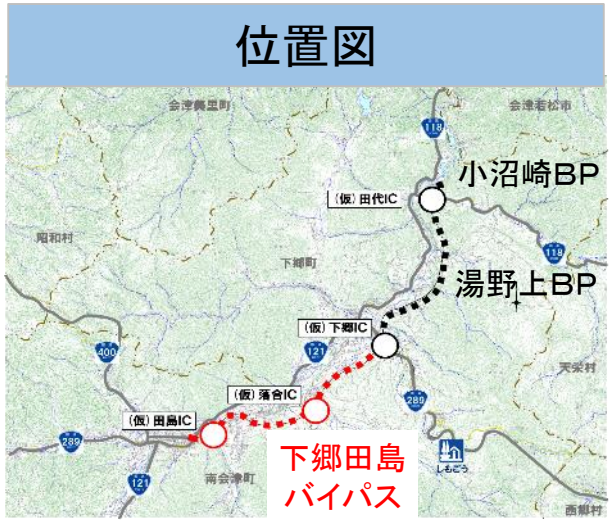 位置図
会津美里町
会津若松市
118
小沼崎BP
(仮)田代IC
昭和村
下郷町
118
湯野上BP
(仮)下郷IC
121
400
天栄村
(仮)落合IC
289
(仮)田島IC
289
下郷田島
バイパス
しもごう
南会津町
121
西郷村